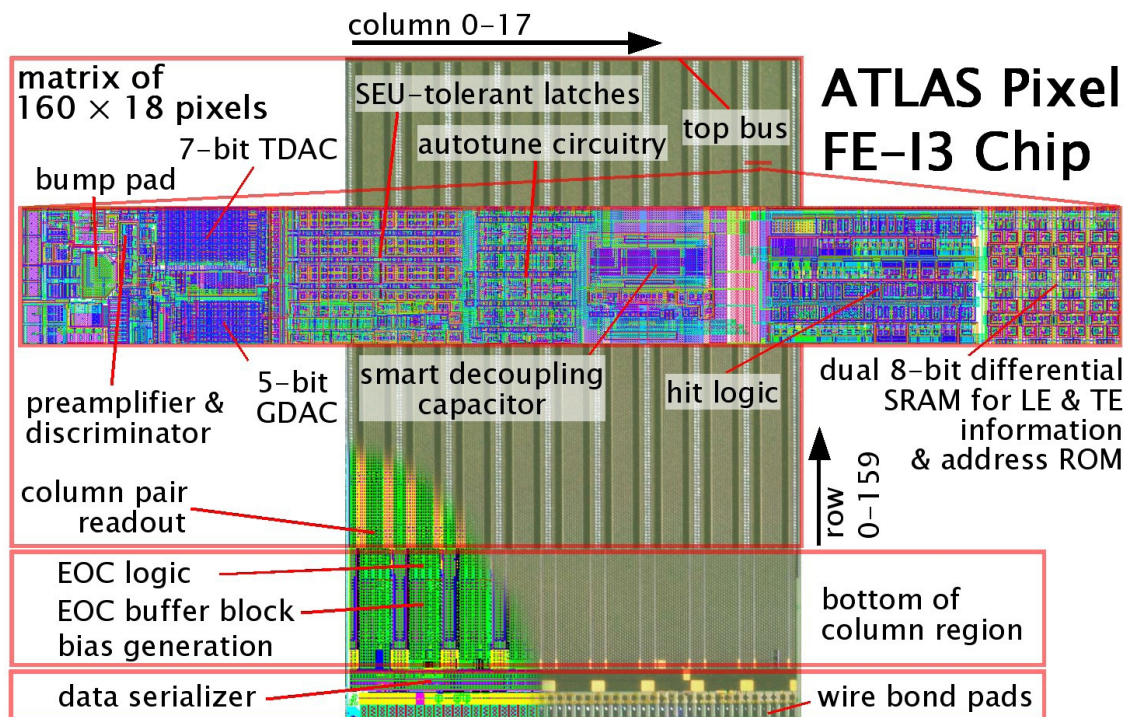 column 0-17
matrix of
160 × 18 pixels
ATLAS Pixel
FE-I3 Chip
SEU-tolerant latches
top bus
7-bit TDAC
autotune circuitry
bump pad
preamplifier &
discriminator
5-bit
GDAC
smart decoupling
capacitor
hit logic
dual 8-bit differential
SRAM for LE & TE
information
& address ROM
row
0-159
column pair
readout
EOC logic
EOC buffer block
bias generation
bottom of
column region
data serializer
wire bond pads